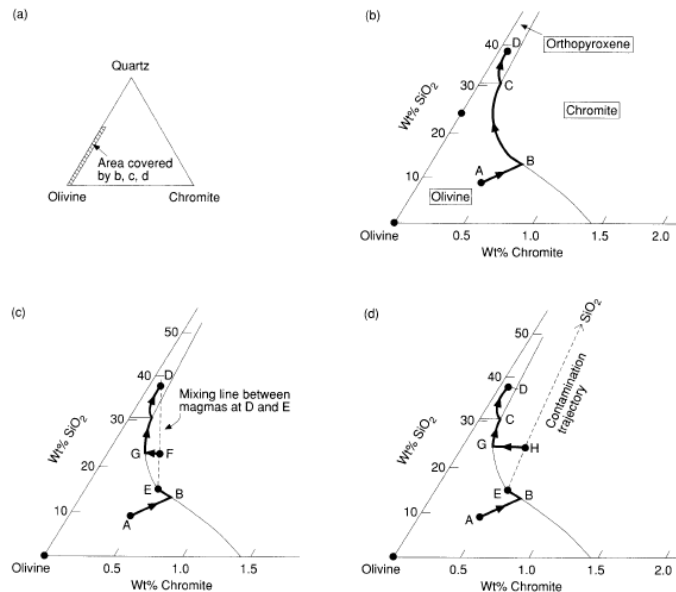 (a)
Quartz
Area covered
by b, c, d
Olivine
Chromite
(b)
40
D
Orthopyroxene
30
C
Wt% SiO2
Chromite
20
A
B
10
Olivine
Olivine
0.5
1.0
1.5
2.0
Wt% Chromite
(c)
50
40
D
Mixing line between
magmas at D and E
30
Wt% SiO2
G
F
20
E
B
10
A
Olivine
0.5
1.0
1.5
2.0
Wt% Chromite
(d)
SiO2
50
40
D
Contamination
trajectory
30
C
Wt% SiO2
G
H
20
E
B
10
A
Olivine
0.5
1.0
1.5
2.0
Wt% Chromite